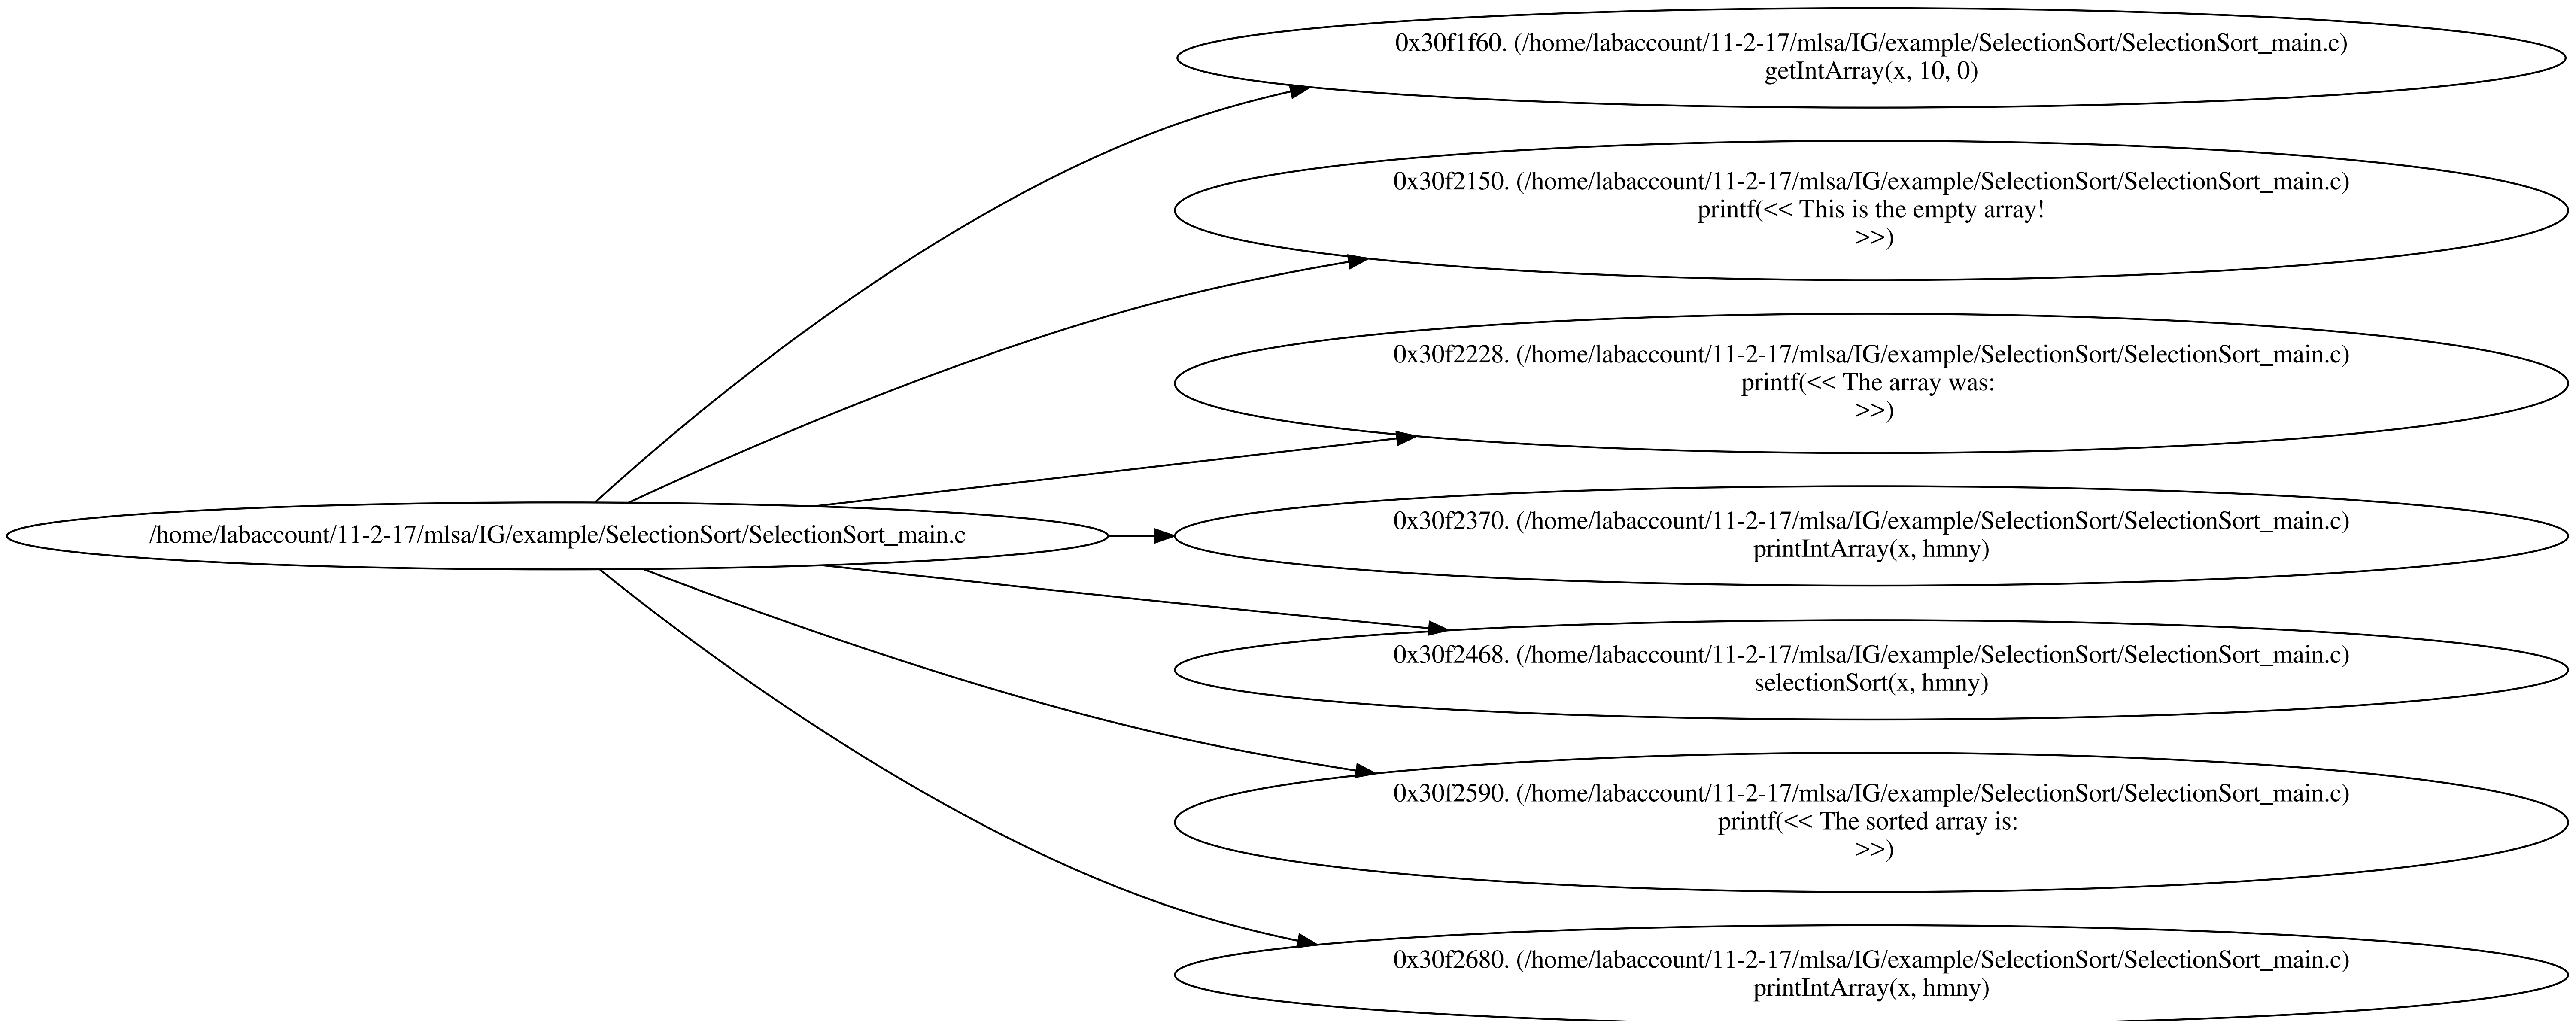 0x30f1f60. (/home/labaccount/11-2-17/mlsa/IG/example/SelectionSort/SelectionSort_main.c)
getIntArray(x, 10, 0)
0x30f2150. (/home/labaccount/11-2-17/mlsa/IG/example/SelectionSort/SelectionSort_main.c)
printf(<< This is the empty array!
>>)
0x30f2228. (/home/labaccount/11-2-17/mlsa/IG/example/SelectionSort/SelectionSort_main.c)
printf(<< The array was:
>>)
/home/labaccount/11-2-17/mlsa/IG/example/SelectionSort/SelectionSort_main.c
0x30f2370. (/home/labaccount/11-2-17/mlsa/IG/example/SelectionSort/SelectionSort_main.c)
printIntArray(x, hmny)
0x30f2468. (/home/labaccount/11-2-17/mlsa/IG/example/SelectionSort/SelectionSort_main.c)
selectionSort(x, hmny)
0x30f2590. (/home/labaccount/11-2-17/mlsa/IG/example/SelectionSort/SelectionSort_main.c)
printf(<< The sorted array is:
>>)
0x30f2680. (/home/labaccount/11-2-17/mlsa/IG/example/SelectionSort/SelectionSort_main.c)
printIntArray(x, hmny)